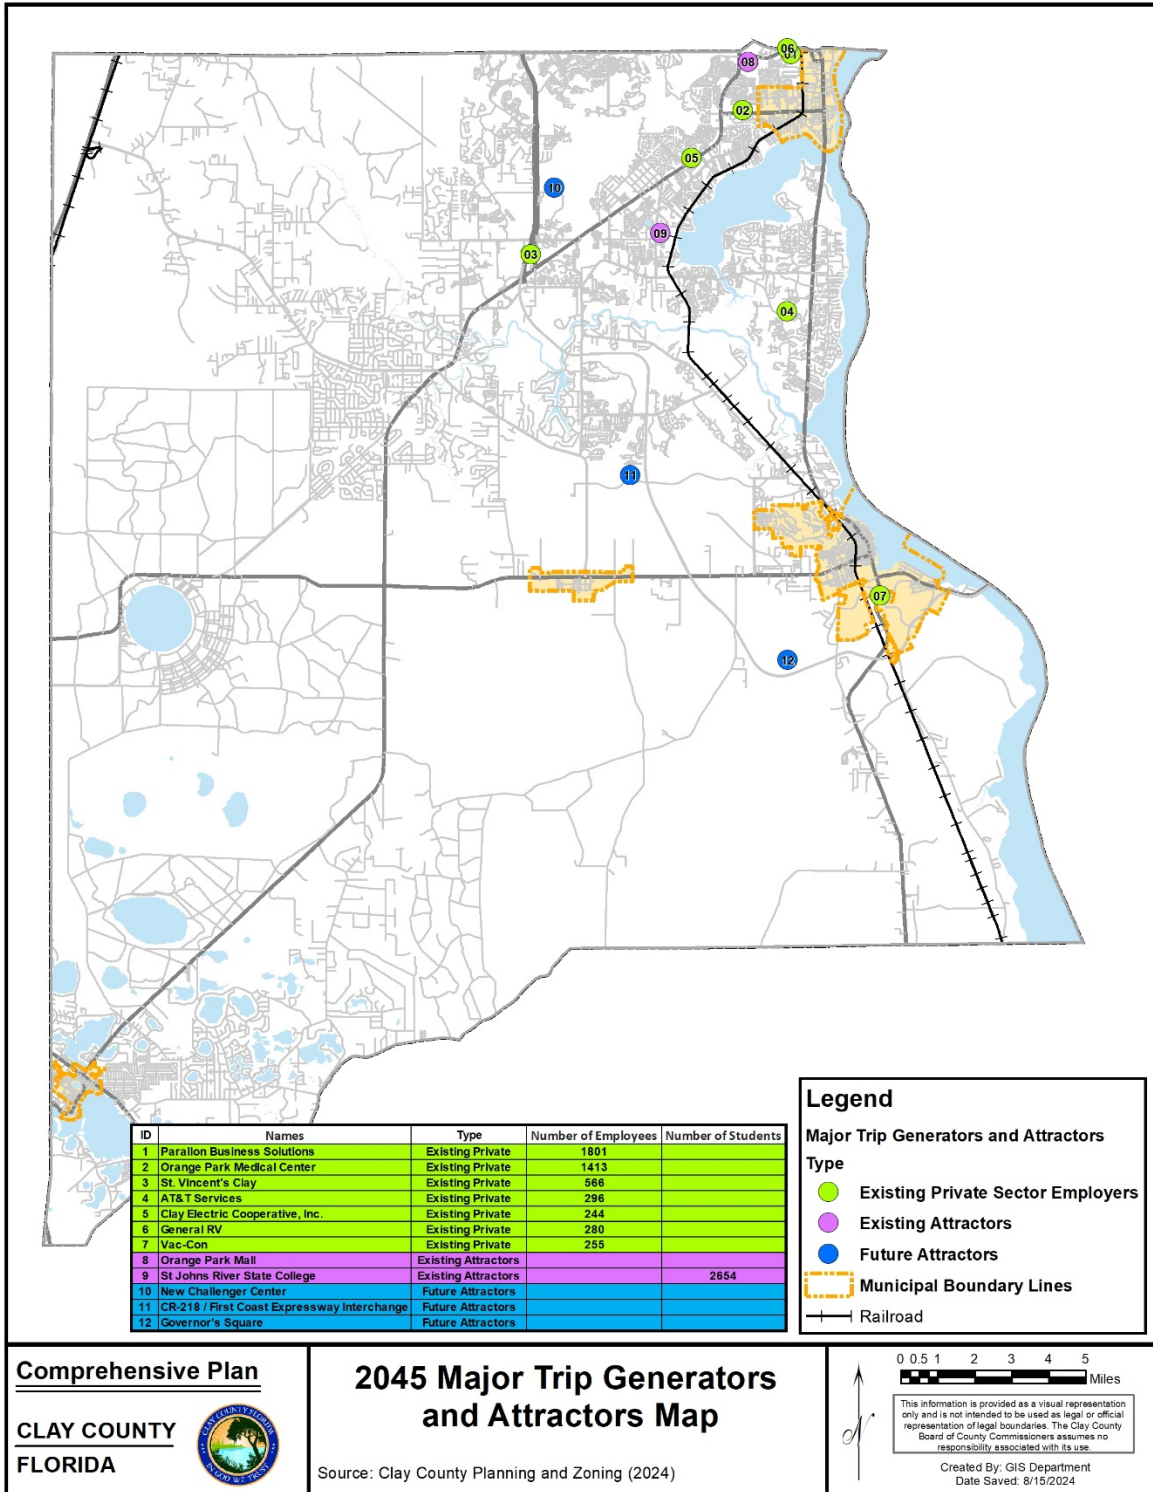 06
01
08
02
05
10
09
03
04
11
07
12
ID Names Type Number of Employees Number of Students
1 Parallon Business Solutions Existing Private 1801
2 Orange Park Medical Center Existing Private 1413
3 St. Vincent's Clay Existing Private 566
4 AT&T Services Existing Private 296
5 Clay Electric Cooperative, Inc. Existing Private 244
6 General RV Existing Private 280
7 Vac-Con Existing Private 255
8 Orange Park Mall Existing Attractors
9 St Johns River State College Existing Attractors 2654
10 New Challenger Center Future Attractors
11 CR-218 / First Coast Expressway Interchange Future Attractors
12 Governor's Square Future Attractors
Legend
Major Trip Generators and Attractors
Type
Existing Private Sector Employers
Existing Attractors
Future Attractors
Municipal Boundary Lines
Railroad
Comprehensive Plan
CLAY COUNTY
FLORIDA
CLAY COUNTY FLORIDA
IN GOD WE TRUST
2045 Major Trip Generators
and Attractors Map
Source: Clay County Planning and Zoning (2024)
N
0 0.5 1 2 3 4 5
Miles
This information is provided as a visual representation
only and is not intended to be used as legal or official
representation of legal boundaries. The Clay County
Board of County Commissioners assumes no
responsibility associated with its use.
Created By: GIS Department
Date Saved: 8/15/2024